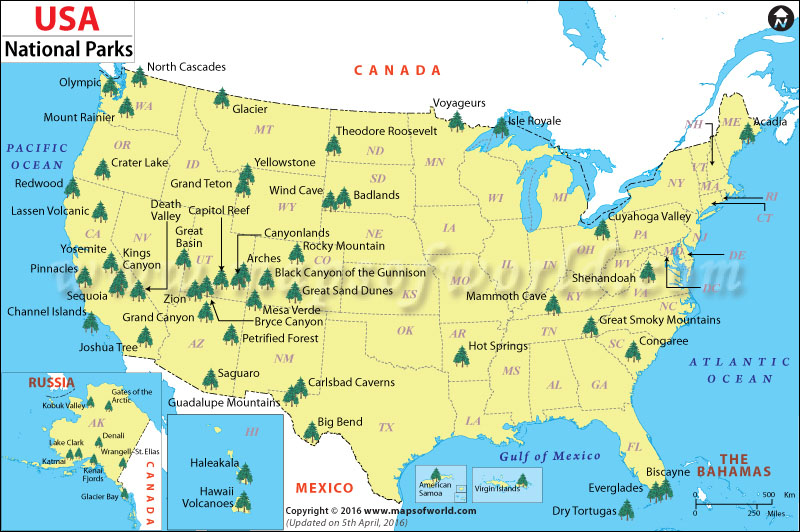 USA
National Parks
N
CANADA
North Cascades
Olympic
WA
Mount Rainier
Glacier
MT
Voyageurs
Isle Royale
Theodore Roosevelt
ND
MN
NH
ME
Acadia
VT
PACIFIC
OCEAN
OR
Crater Lake
ID
Yellowstone
Grand Teton
WY
Wind Cave
SD
Badlands
WI
MI
NY
MA
RI
CT
Redwood
Lassen Volcanic
Death
Valley
Capitol Reef
Cuyahoga Valley
CA
NV
Great
Basin
UT
Canyonlands
Rocky Mountain
CO
NE
IA
IL
IN
OH
PA
NJ
DE
WV
DC
Yosemite
Kings
Canyon
Arches
Black Canyon of the Gunnison
Pinnacles
Sequoia
Zion
Great Sand Dunes
KS
MO
Mammoth Cave
KY
Shenandoah
VA
Channel Islands
Grand Canyon
Mesa Verde
Bryce Canyon
Petrified Forest
OK
AR
TN
NC
Great Smoky Mountains
Joshua Tree
AZ
NM
Hot Springs
SC
Congaree
ATLANTIC
OCEAN
Saguaro
Carlsbad Caverns
Guadalupe Mountains
MS
AL
GA
Big Bend
TX
LA
FL
RUSSIA
Gates of the
Arctic
Kobuk Valley
AK
Denali
Lake Clark
Wrangell-St. Elias
Katmai
Kenai
Fjords
Glacier Bay
CANADA
HI
Haleakala
Hawaii
Volcanoes
MEXICO
Gulf of Mexico
American
Samoa
Virgin Islands
Biscayne
Everglades
Dry Tortugas
THE
BAHAMAS
0 500 Km
0 500 Miles
Copyright © 2016 www.mapsofworld.com
(Updated on 5th April, 2016)